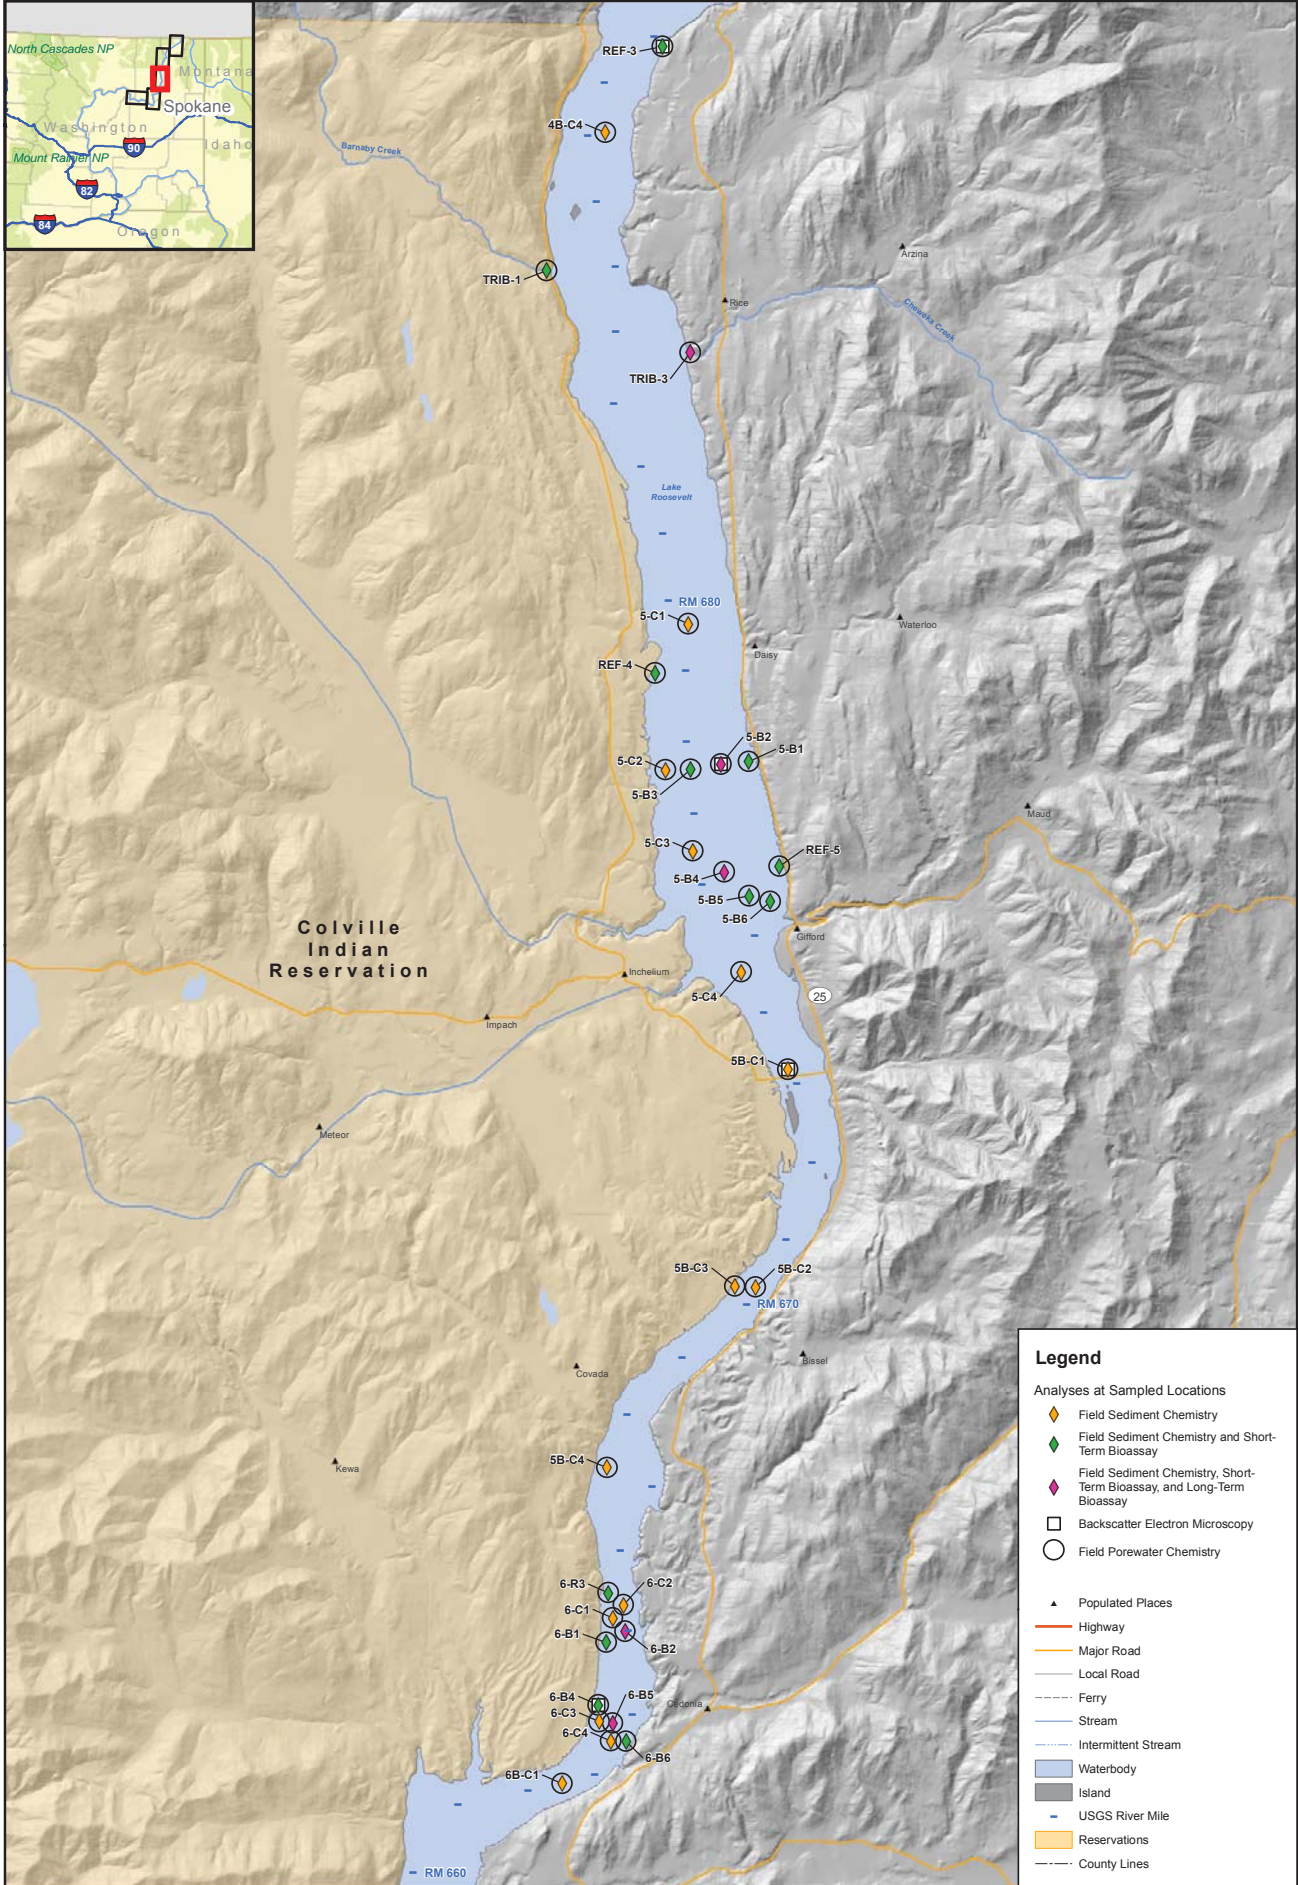 North Cascades NP
Montana
Spokane
Washington
Idaho
90
Mount Rainier NP
82
84
Oregon
REF-3
4B-C4
Barnaby Creek
TRIB-1
Arzina
Rice
Cheweka Creek
TRIB-3
Lake
Roosevelt
RM 680
5-C1
Waterloo
Daisy
REF-4
5-B2
5-B1
5-C2
5-B3
Maud
5-C3
REF-5
5-B4
5-B5
5-B6
Colville
Indian
Reservation
Gifford
Inchelium
5-C4
25
Impach
5B-C1
Meteor
5B-C3
5B-C2
RM 670
Bissel
Covada
5B-C4
Kewa
6-R3
6-C2
6-C1
6-B1
6-B2
6-B4
6-B5
Cedonia
6-C3
6-C4
6-B6
6B-C1
RM 660
Legend
Analyses at Sampled Locations
Field Sediment Chemistry
Field Sediment Chemistry and Short-
Term Bioassay
Field Sediment Chemistry, Short-
Term Bioassay, and Long-Term
Bioassay
Backscatter Electron Microscopy
Field Porewater Chemistry
Populated Places
Highway
Major Road
Local Road
Ferry
Stream
Intermittent Stream
Waterbody
Island
USGS River Mile
Reservations
County Lines